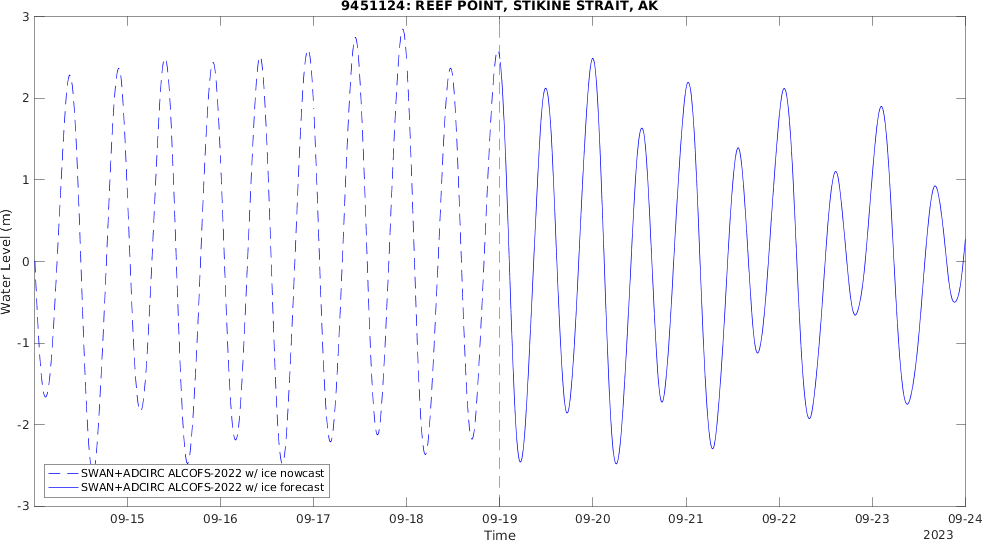 9451124: REEF POINT, STIKINE STRAIT, AK
3
2
1
0
-1
-2
-3
Water Level (m)
SWAN+ADCIRC ALCOFS-2022 w/ ice nowcast
SWAN+ADCIRC ALCOFS-2022 w/ ice forecast
09-15 09-16 09-17 09-18 09-19 09-20 09-21 09-22 09-23 09-24
Time
2023